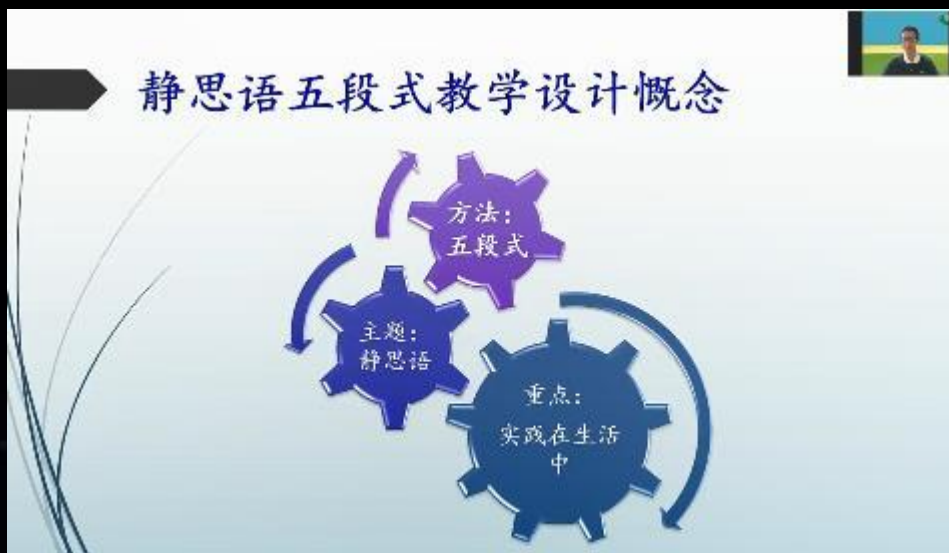 静思语五段式教学设计慨念
方法：
五段式
主题：
静思语
重点：
实践在生活
中